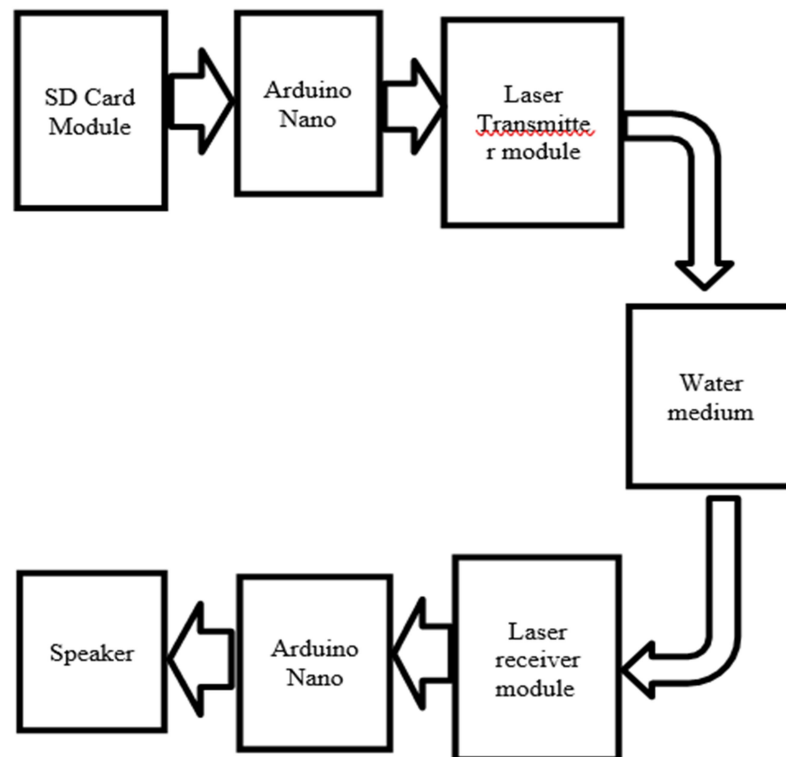 SD Card
Module
Arduino
Nano
Laser
Transmitte
r module
Water
medium
Speaker
Arduino
Nano
Laser
receiver
module